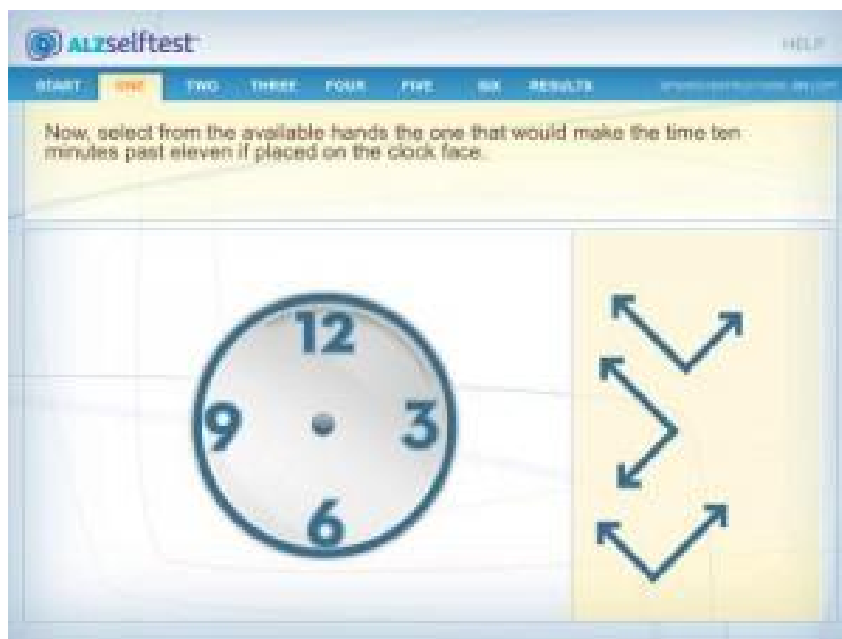 ALZselftest
HELP
START ONE TWO THREE FOUR FIVE SIX RESULTS
Now, select from the available hands the one that would make the time ten
minutes past eleven if placed on the clock face.
12
9 3
6